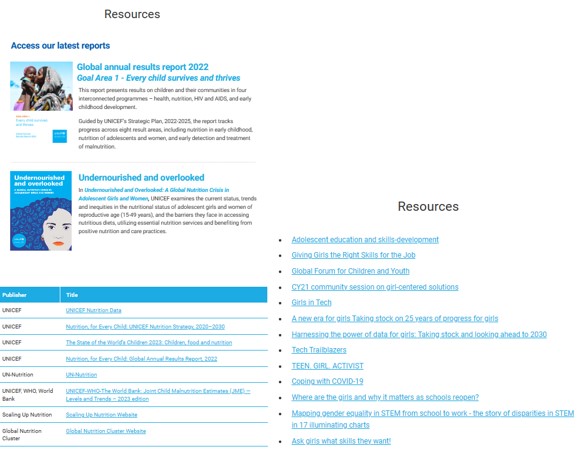 Resources
Access our latest reports
Global annual results report 2022
Goal Area 1 - Every child survives and thrives
This report presents results on children and their communities in four
interconnected programmes – health, nutrition, HIV and AIDS, and early
childhood development.
Guided by UNICEF's Strategic Plan, 2022-2025, the report tracks
progress across eight result areas, including nutrition in early childhood,
nutrition of adolescents and women, and early detection and treatment
of malnutrition.
Every child survives
and thrives
Undernourished
and overlooked
Undernourished and overlooked
In Undernourished and Overlooked: A Global Nutrition Crisis in
Adolescent Girls and Women, UNICEF examines the current status, trends
and inequities in the nutritional status of adolescent girls and women of
reproductive age (15-49 years), and the barriers they face in accessing
nutritious diets, utilizing essential nutrition services and benefiting from
positive nutrition and care practices.
Publisher Title
UNICEF UNICEF Nutrition Data
UNICEF Nutrition, for Every Child: UNICEF Nutrition Strategy, 2020–2030
UNICEF The State of the World's Children 2023: Children, food and nutrition
UNICEF Nutrition, for Every Child: Global Annual Results Report, 2022
UN-Nutrition UN-Nutrition
UNICEF, WHO, World UNICEF-WHO-The World Bank: Joint Child Malnutrition Estimates (JME) –
Bank Levels and Trends – 2023 edition
Scaling Up Nutrition Scaling Up Nutrition Website
Global Nutrition Global Nutrition Cluster Website
Cluster
Resources
• Adolescent education and skills-development
• Giving Girls the Right Skills for the Job
• Global Forum for Children and Youth
• CY21 community session on girl-centered solutions
• Girls in Tech
• A new era for girls Taking stock on 25 years of progress for girls
• Harnessing the power of data for girls: Taking stock and looking ahead to 2030
• Tech Trailblazers
• TEEN. GIRL. ACTIVIST
• Coping with COVID-19
• Where are the girls and why it matters as schools reopen?
• Mapping gender equality in STEM from school to work - the story of disparities in STEM
in 17 illuminating charts
• Ask girls what skills they want!